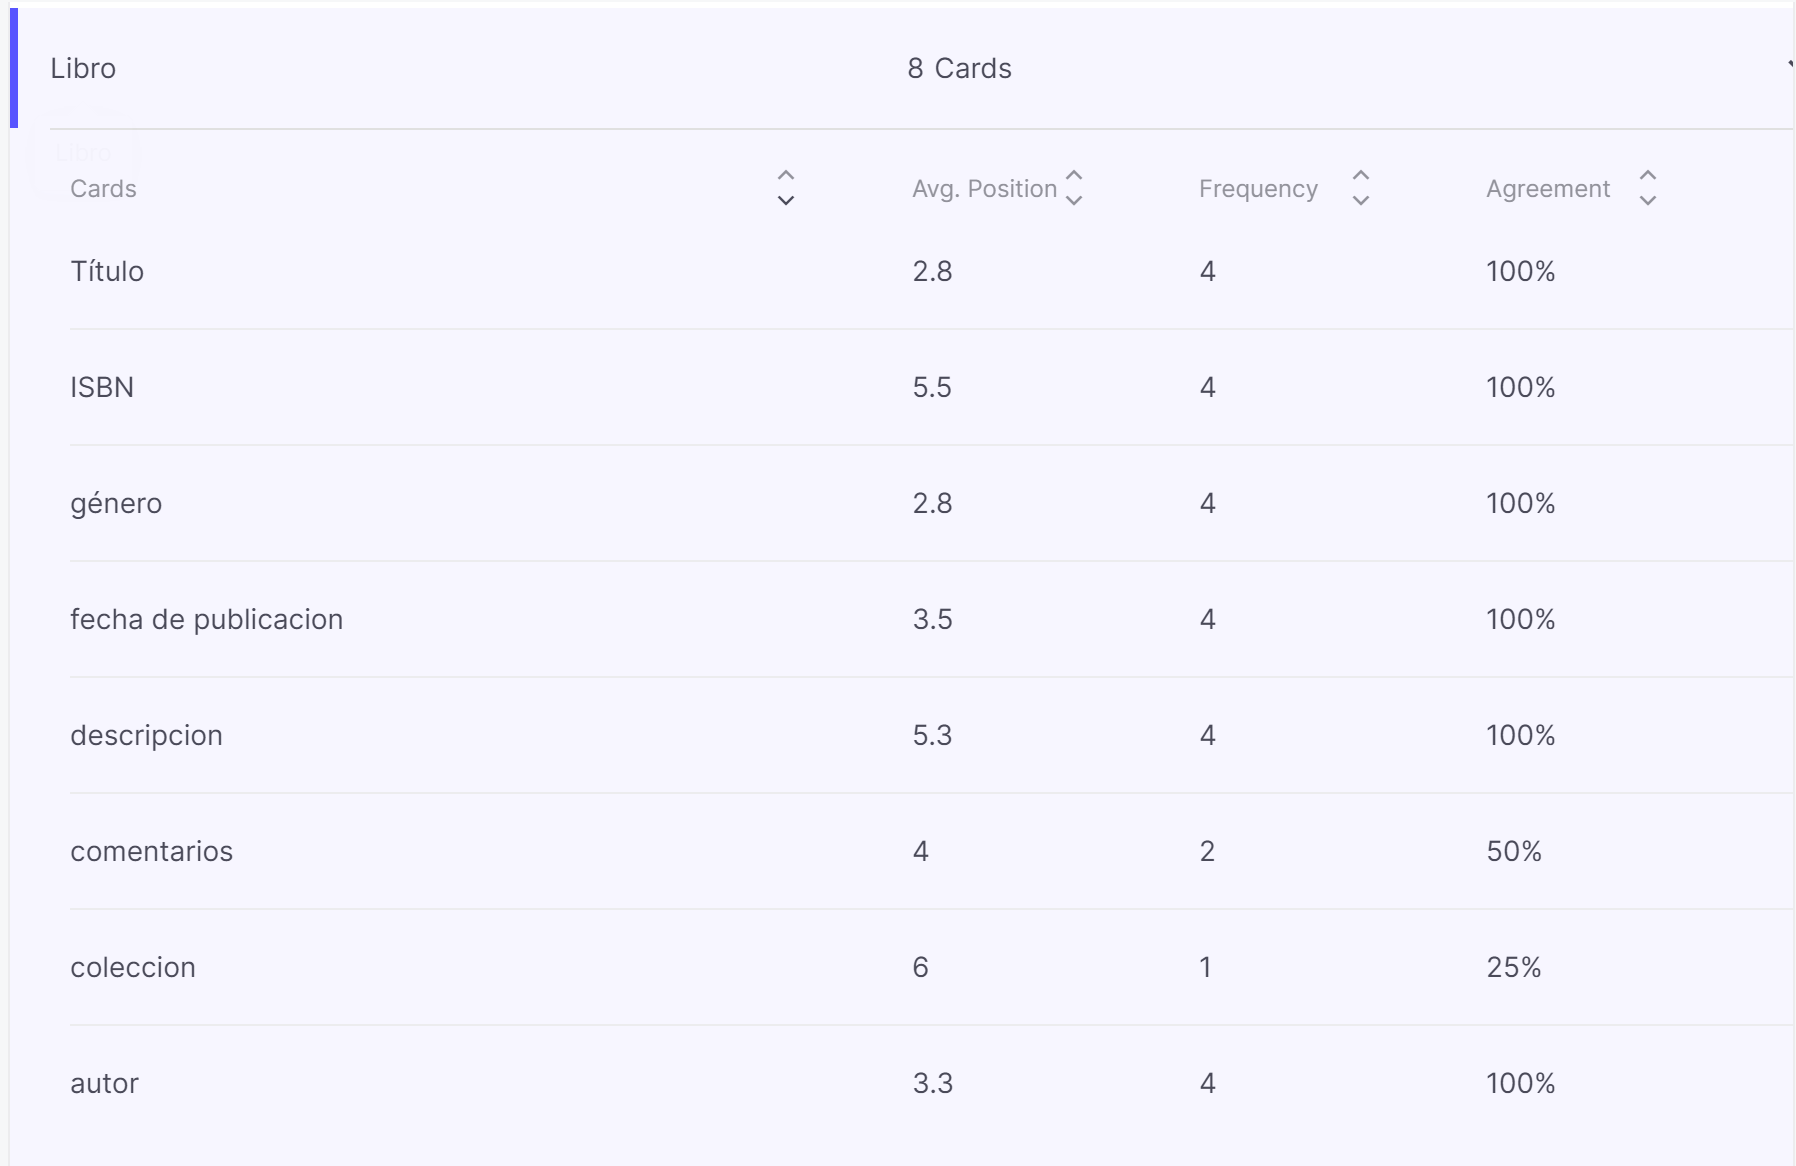 Libro 8 Cards
Libro
Cards Avg. Position Frequency Agreement
Título 2.8 4 100%
ISBN 5.5 4 100%
género 2.8 4 100%
fecha de publicacion 3.5 4 100%
descripcion 5.3 4 100%
comentarios 4 2 50%
coleccion 6 1 25%
autor 3.3 4 100%